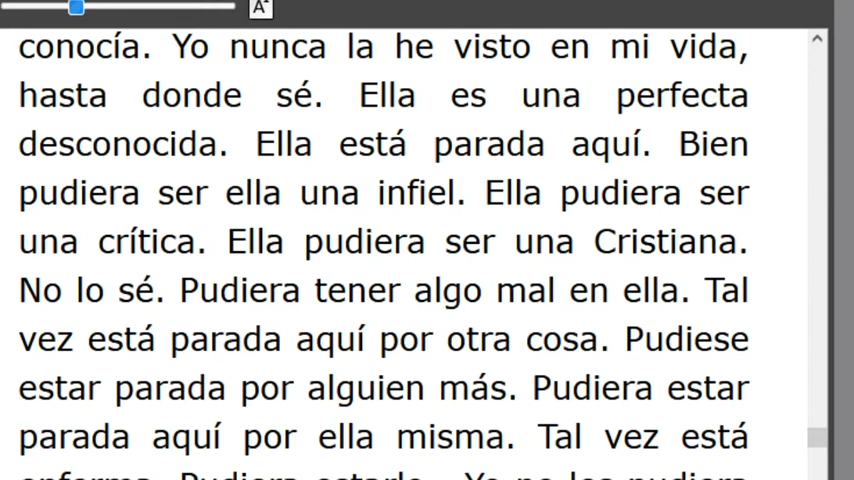 A
conocía. Yo nunca la he visto en mi vida,
hasta donde sé. Ella es una perfecta
desconocida. Ella está parada aquí. Bien
pudiera ser ella una infiel. Ella pudiera ser
una crítica. Ella pudiera ser una Cristiana.
No lo sé. Pudiera tener algo mal en ella. Tal
vez está parada aquí por otra cosa. Pudiese
estar parada por alguien más. Pudiera estar
parada aquí por ella misma. Tal vez está